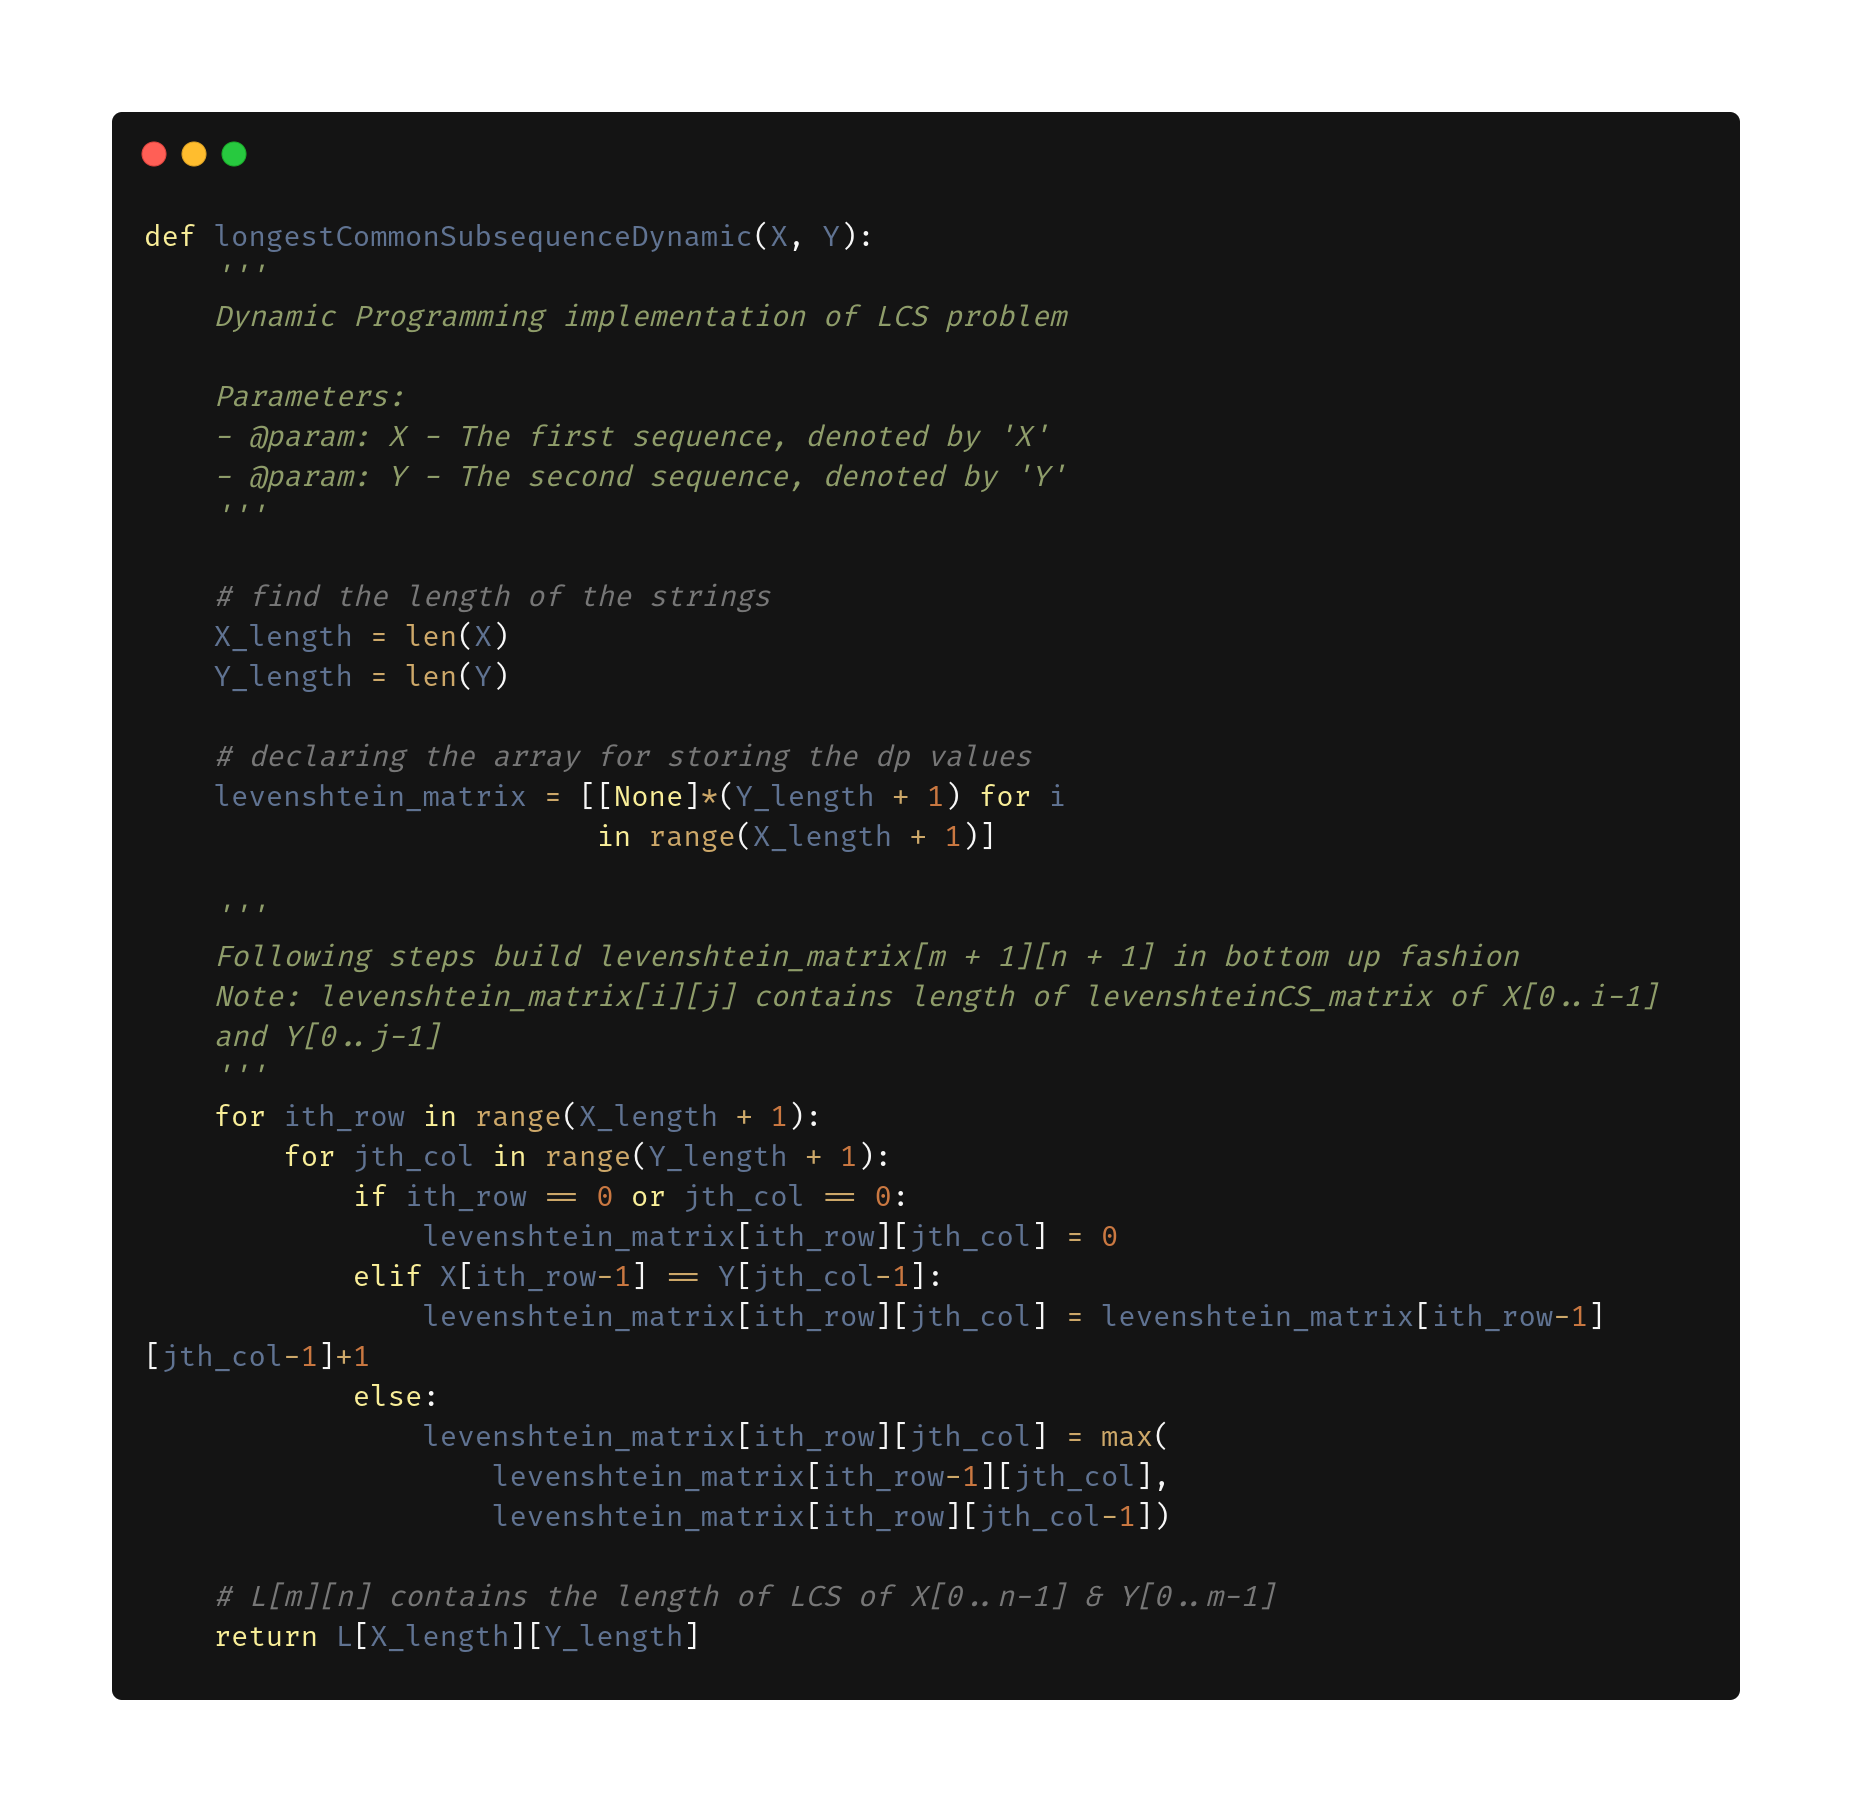 def longestCommonSubsequenceDynamic(X, Y):
    '''
    Dynamic Programming implementation of LCS problem

    Parameters:
    - @param: X - The first sequence, denoted by 'X'
    - @param: Y - The second sequence, denoted by 'Y'
    '''

    # find the length of the strings
    X_length = len(X)
    Y_length = len(Y)

    # declaring the array for storing the dp values
    levenshtein_matrix = [[None]*(Y_length + 1) for i
                          in range(X_length + 1)]

    '''
    Following steps build levenshtein_matrix[m + 1][n + 1] in bottom up fashion
    Note: levenshtein_matrix[i][j] contains length of levenshteinCS_matrix of X[0..i-1]
    and Y[0..j-1]
    '''
    for ith_row in range(X_length + 1):
        for jth_col in range(Y_length + 1):
            if ith_row == 0 or jth_col == 0:
                levenshtein_matrix[ith_row][jth_col] = 0
            elif X[ith_row-1] == Y[jth_col-1]:
                levenshtein_matrix[ith_row][jth_col] = levenshtein_matrix[ith_row-1]
[jth_col-1]+1
            else:
                levenshtein_matrix[ith_row][jth_col] = max(
                    levenshtein_matrix[ith_row-1][jth_col],
                    levenshtein_matrix[ith_row][jth_col-1])

    # L[m][n] contains the length of LCS of X[0..n-1] & Y[0..m-1]
    return L[X_length][Y_length]